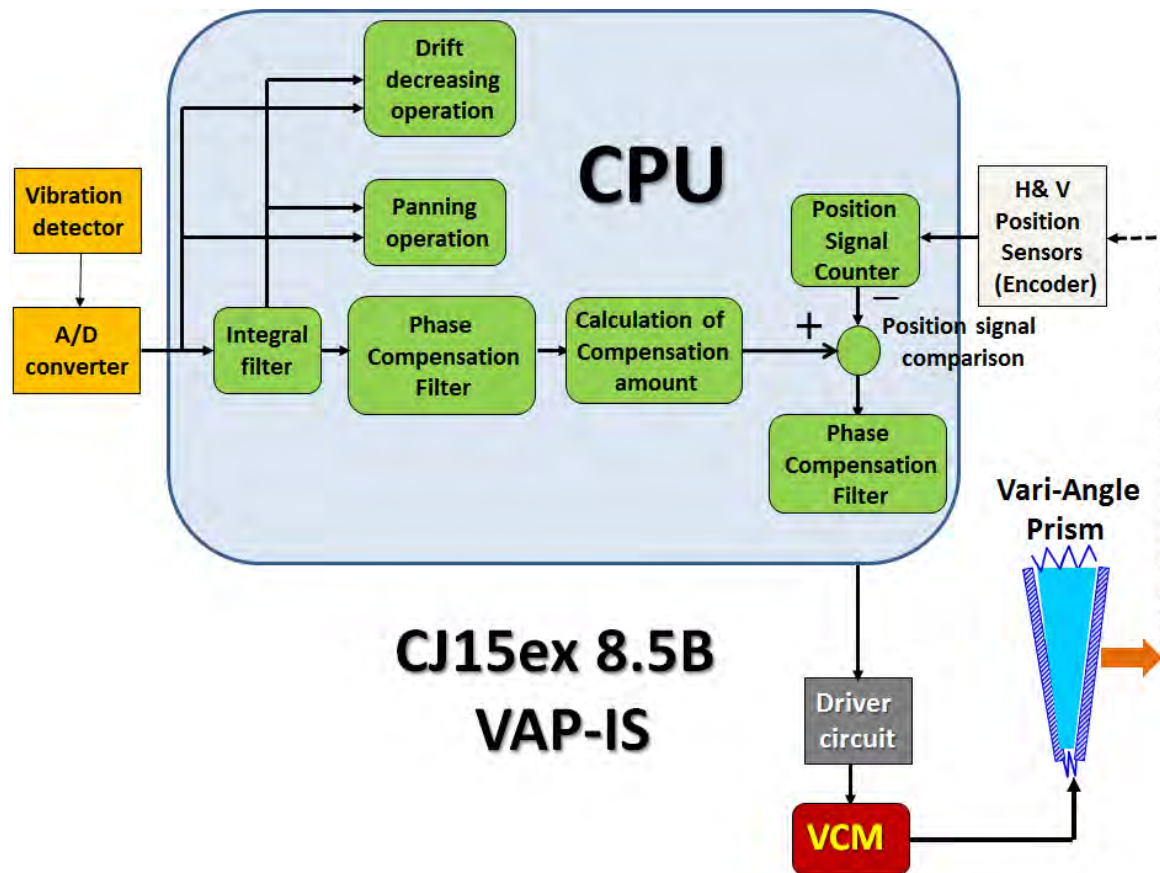 Drift
decreasing
operation
CPU
Vibration
detector
Panning
operation
Position
Signal
Counter
H& V
Position
Sensors
(Encoder)
A/D
converter
Integral
filter
Phase
Compensation
Filter
Calculation of
Compensation
amount
+
−
Position signal
comparison
Phase
Compensation
Filter
Vari-Angle
Prism
CJ15ex 8.5B
VAP-IS
Driver
circuit
VCM